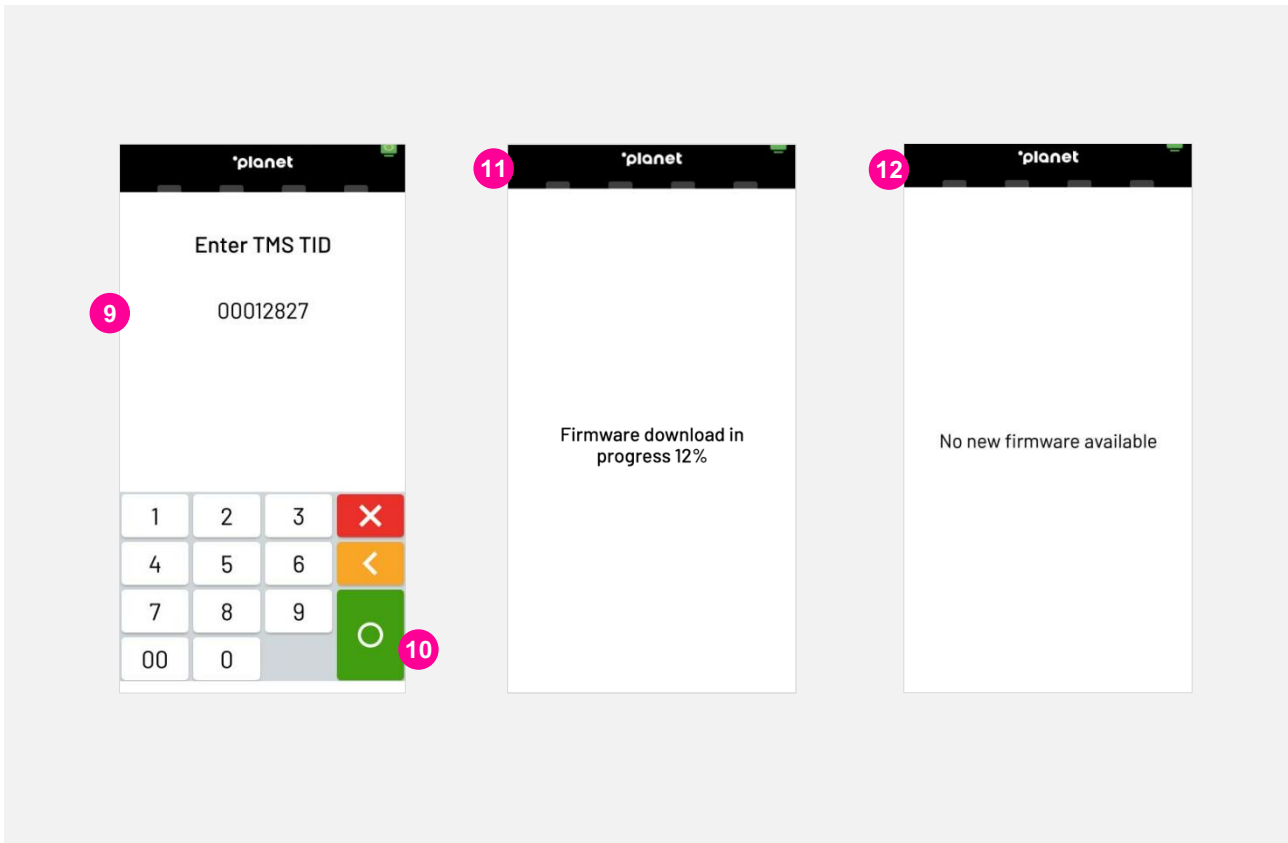 planet
Enter TMS TID
9
00012827
1 2 3
4 5 6
7 8 9
00 0
10
11
planet
Firmware download in
progress 12%
12
planet
No new firmware available